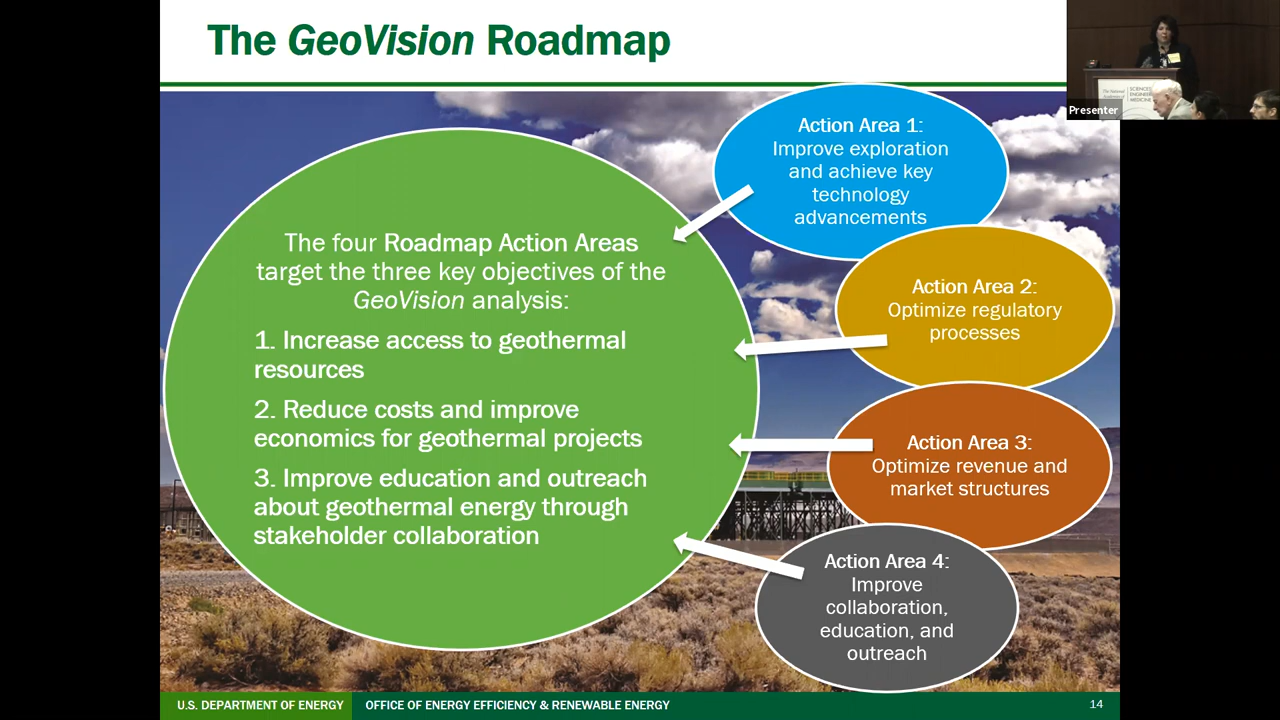 The GeoVision Roadmap
The four Roadmap Action Areas
target the three key objectives of the
GeoVision analysis:
1. Increase access to geothermal
resources
2. Reduce costs and improve
economics for geothermal projects
3. Improve education and outreach
about geothermal energy through
stakeholder collaboration
Action Area 1:
Improve exploration
and achieve key
technology
advancements
Action Area 2:
Optimize regulatory
processes
Action Area 3:
Optimize revenue and
market structures
Action Area 4:
Improve
collaboration,
education, and
outreach
U.S. DEPARTMENT OF ENERGY
OFFICE OF ENERGY EFFICIENCY & RENEWABLE ENERGY
14
Presenter